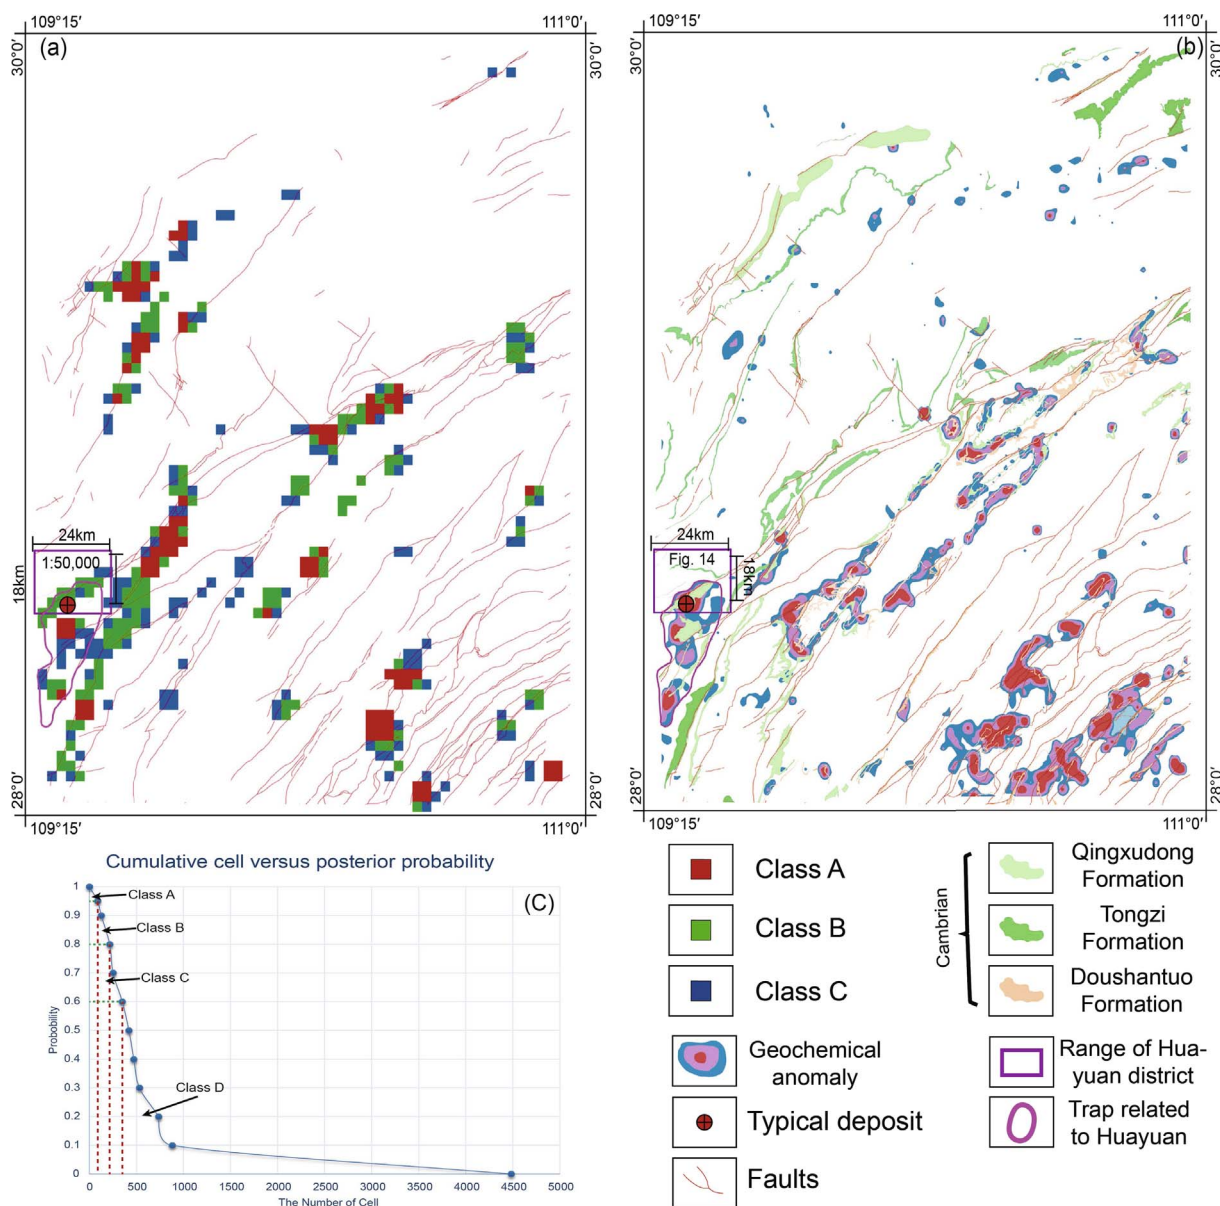 109°15′
111°0′
(a)
30°0′
30°0′
24km
1:50,000
18km
28°0′
28°0′
109°15′
111°0′
109°15′
111°0′
(b)
30°0′
24km
Fig. 14
18km
28°0′
109°15′
111°0′
Cumulative cell versus posterior probability
(C)
Class A
Class B
Class C
Class D
Probability
1
0.9
0.8
0.7
0.6
0.5
0.4
0.3
0.2
0.1
0
0 500 1000 1500 2000 2500 3000 3500 4000 4500 5000
The Number of Cell
Class A
Class B
Class C
Geochemical
anomaly
Typical deposit
Faults
Cambrian
Qingxudong
Formation
Tongzi
Formation
Doushantuo
Formation
Range of Hua-
yuan district
Trap related
to Huayuan